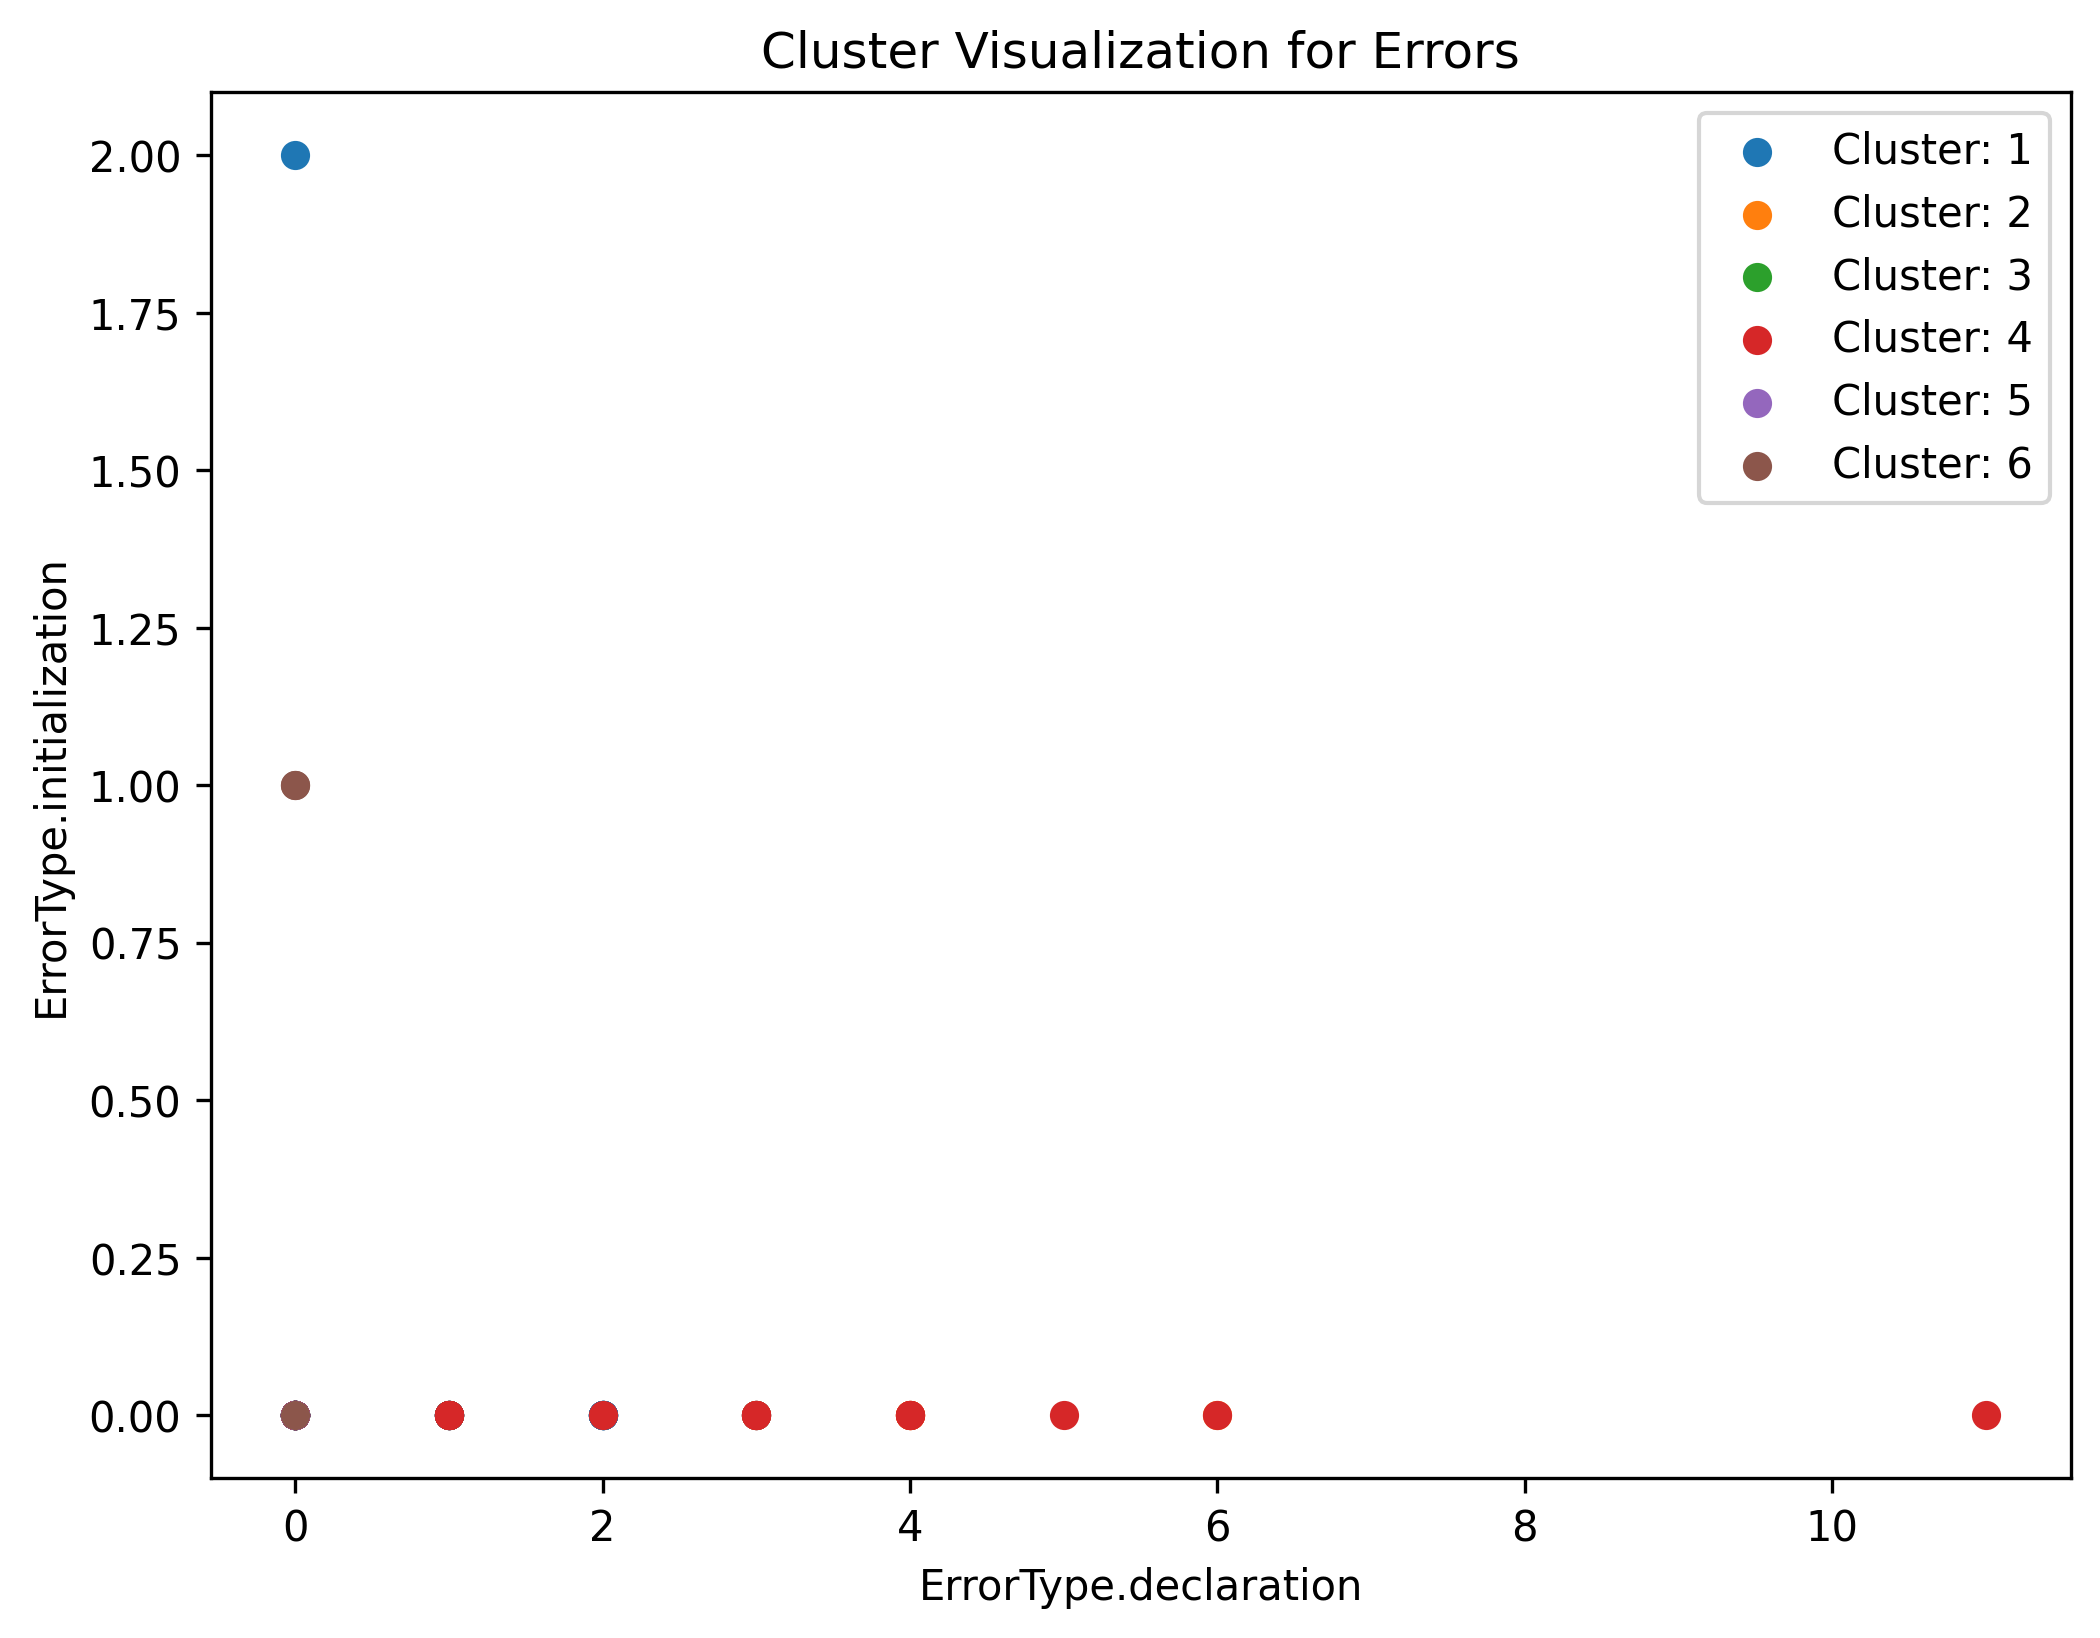 Cluster Visualization for Errors
Cluster: 1
Cluster: 2
Cluster: 3
Cluster: 4
Cluster: 5
Cluster: 6
ErrorType.initialization
2.00
1.75
1.50
1.25
1.00
0.75
0.50
0.25
0.00
0 2 4 6 8 10
ErrorType.declaration